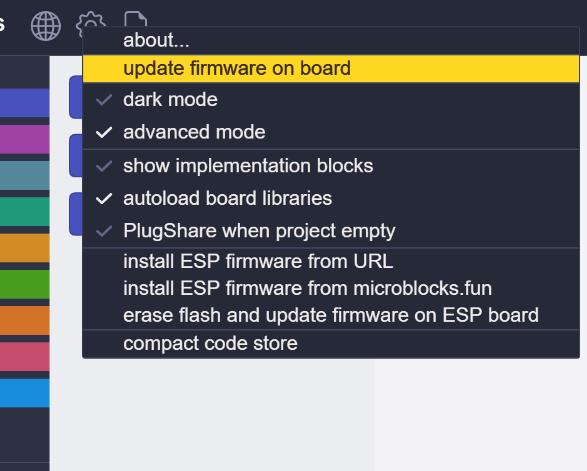 s
about...
update firmware on board
dark mode
advanced mode
show implementation blocks
autoload board libraries
PlugShare when project empty
install ESP firmware from URL
install ESP firmware from microblocks.fun
erase flash and update firmware on ESP board
compact code store